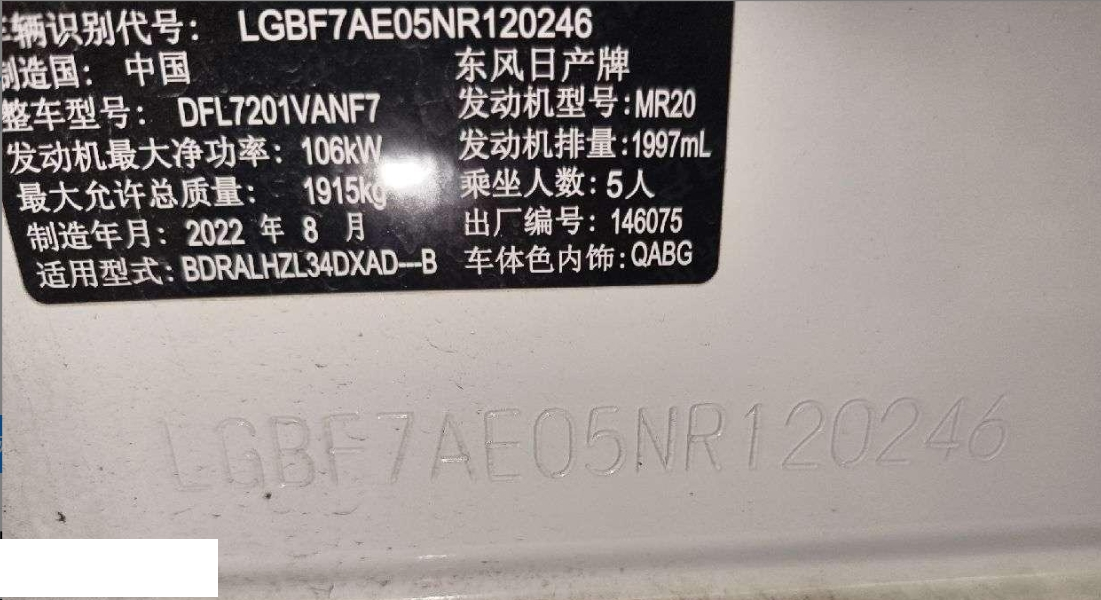 车辆识别代号： LGBF7AE05NR120246
制造国： 中国 东风日产牌
整车型号： DFL7201VANF7 发动机型号:MR20
发动机最大净功率： 106kW 发动机排量:1997mL
最大允许总质量： 1915kg 乘坐人数: 5人
制造年月: 2022 年 8 月 出厂编号: 146075
适用型式: BDRALHZL34DXAD---B 车体色内饰:QABG
LGBF7AE05NR120246